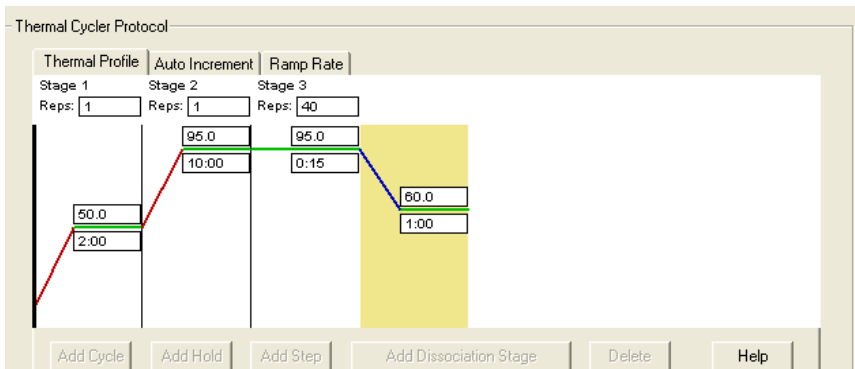 Thermal Cycler Protocol
Thermal Profile Auto Increment Ramp Rate
Stage 1 Stage 2 Stage 3
Reps: 1 Reps: 1 Reps: 40
95.0 95.0
10:00 0:15
60.0
50.0
1:00
2:00
Add Cycle Add Hold Add Step Add Dissociation Stage Delete Help